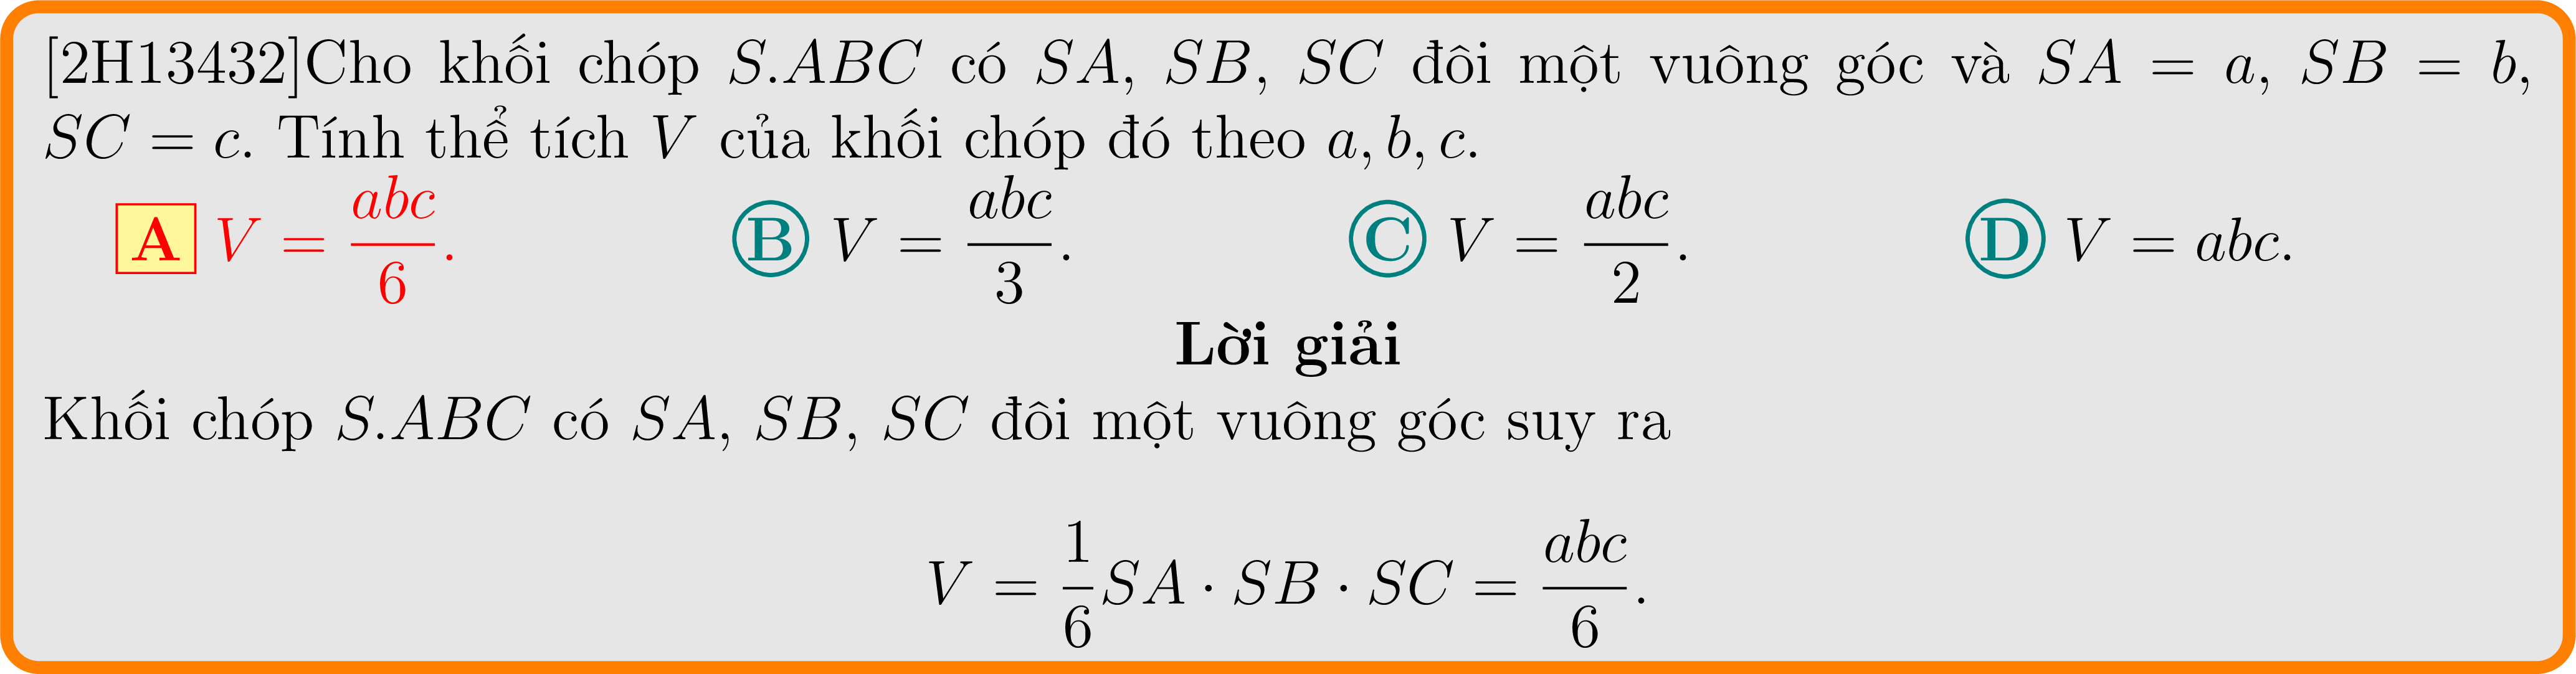 [2H13432]Cho khối chóp S.ABC có SA, SB, SC đôi một vuông góc và SA = a, SB = b,
SC = c. Tính thể tích V của khối chóp đó theo a, b, c.
A V = \frac{abc}{6}. B V = \frac{abc}{3}. C V = \frac{abc}{2}. D V = abc.
Lời giải
Khối chóp S.ABC có SA, SB, SC đôi một vuông góc suy ra
V = \frac{1}{6}SA · SB · SC = \frac{abc}{6}.